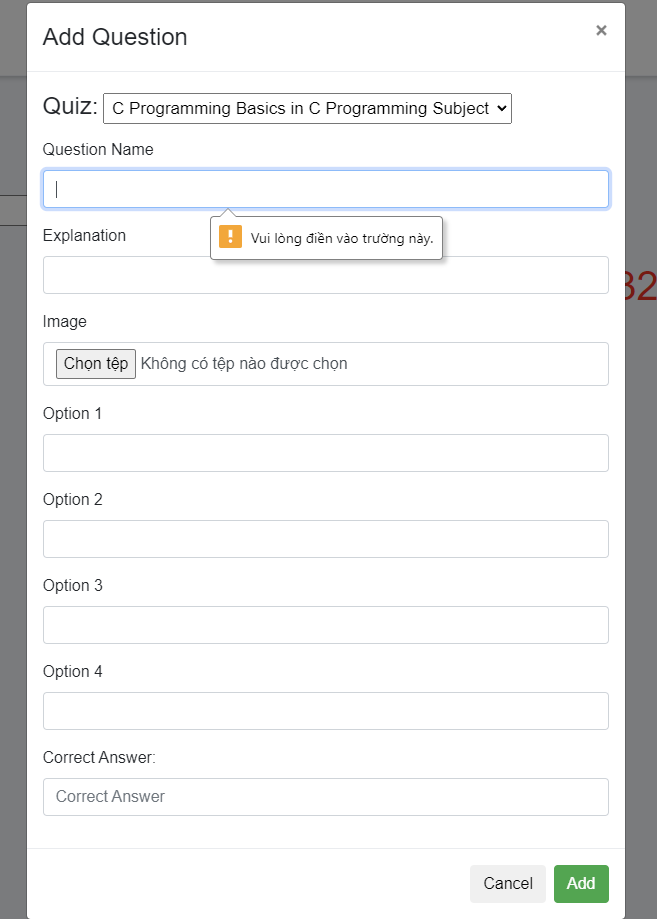 Add Question
×
Quiz: C Programming Basics in C Programming Subject
Question Name
Vui lòng điền vào trường này.
Explanation
32
Image
Chọn tệp Không có tệp nào được chọn
Option 1
Option 2
Option 3
Option 4
Correct Answer:
Correct Answer
Cancel Add